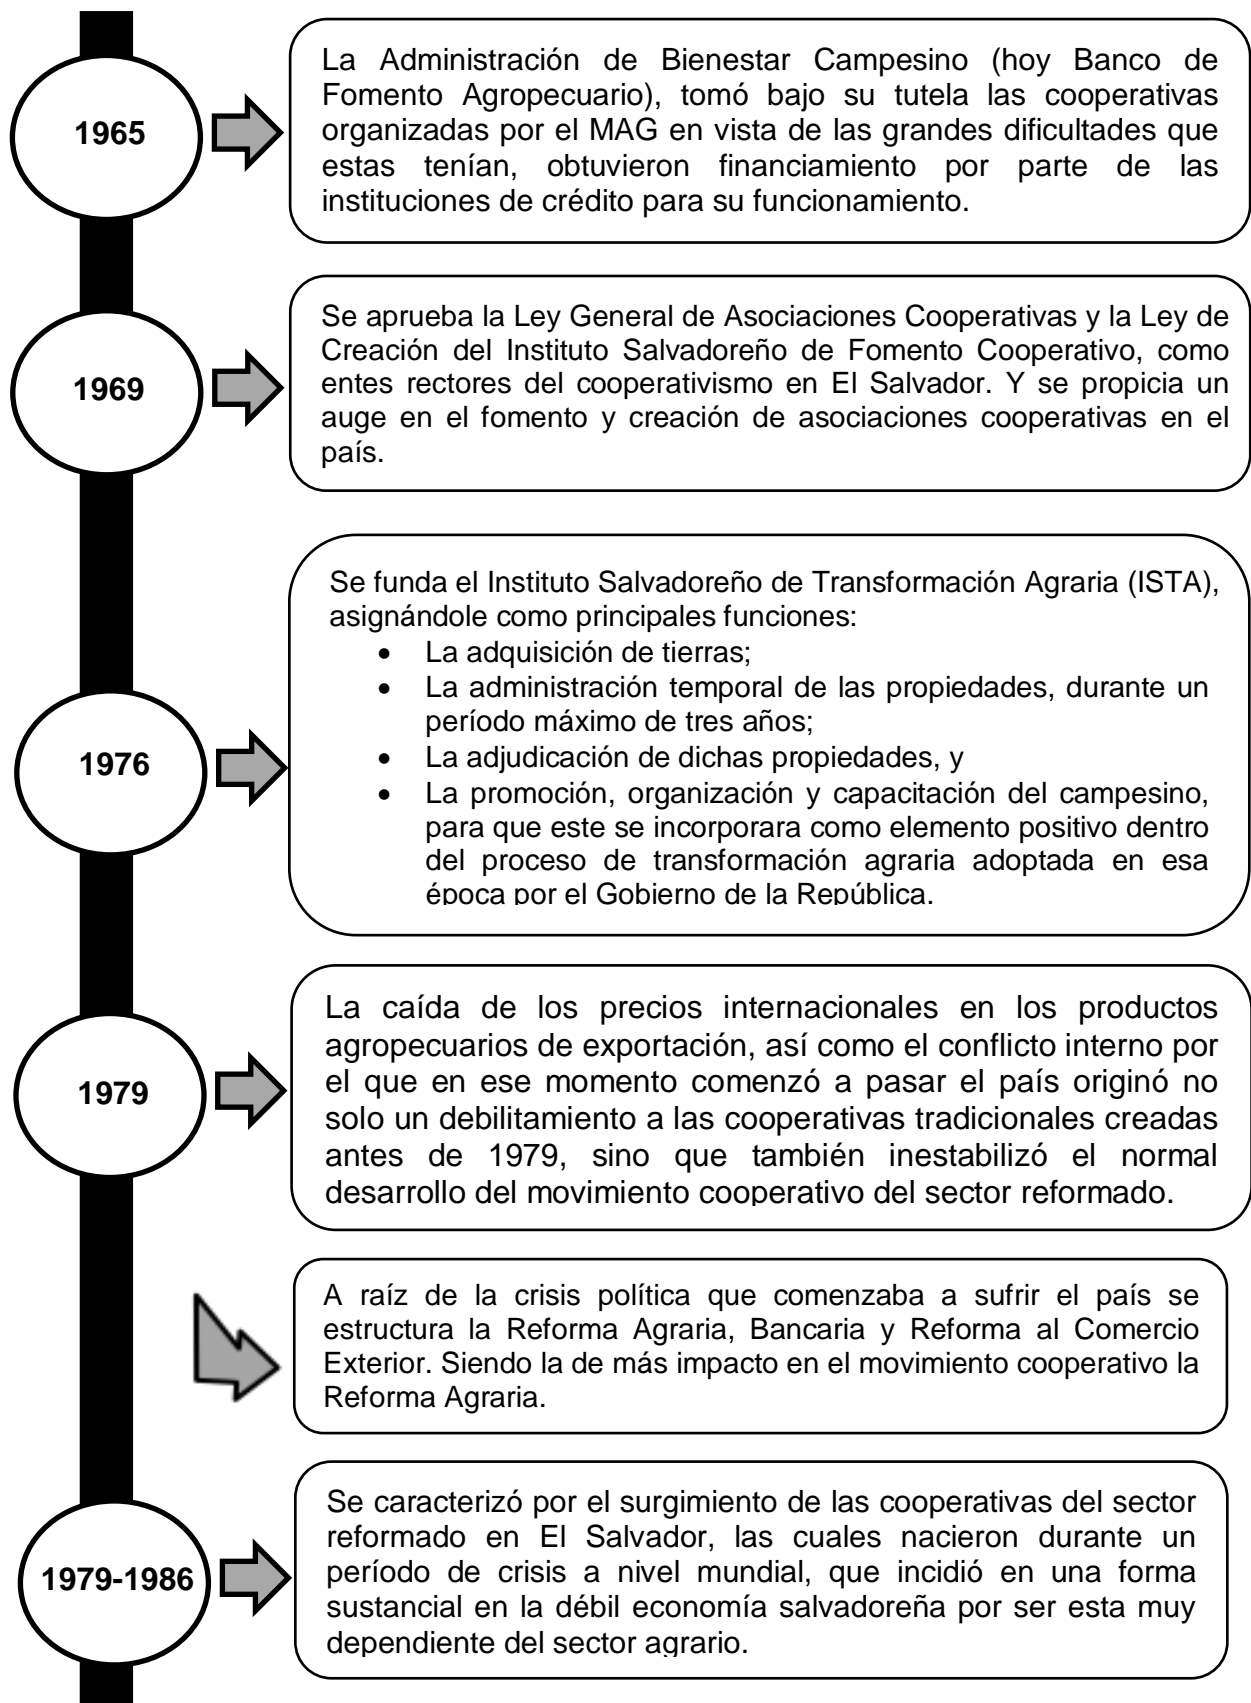 1965
La Administración de Bienestar Campesino (hoy Banco de
Fomento Agropecuario), tomó bajo su tutela las cooperativas
organizadas por el MAG en vista de las grandes dificultades que
estas tenían, obtuvieron financiamiento por parte de las
instituciones de crédito para su funcionamiento.
1969
Se aprueba la Ley General de Asociaciones Cooperativas y la Ley de
Creación del Instituto Salvadoreño de Fomento Cooperativo, como
entes rectores del cooperativismo en El Salvador. Y se propicia un
auge en el fomento y creación de asociaciones cooperativas en el
país.
1976
Se funda el Instituto Salvadoreño de Transformación Agraria (ISTA),
asignándole como principales funciones:
• La adquisición de tierras;
• La administración temporal de las propiedades, durante un
período máximo de tres años;
• La adjudicación de dichas propiedades, y
• La promoción, organización y capacitación del campesino,
para que este se incorporara como elemento positivo dentro
del proceso de transformación agraria adoptada en esa
época por el Gobierno de la República.
1979
La caída de los precios internacionales en los productos
agropecuarios de exportación, así como el conflicto interno por
el que en ese momento comenzó a pasar el país originó no
solo un debilitamiento a las cooperativas tradicionales creadas
antes de 1979, sino que también inestabilizó el normal
desarrollo del movimiento cooperativo del sector reformado.
A raíz de la crisis política que comenzaba a sufrir el país se
estructura la Reforma Agraria, Bancaria y Reforma al Comercio
Exterior. Siendo la de más impacto en el movimiento cooperativo la
Reforma Agraria.
1979-1986
Se caracterizó por el surgimiento de las cooperativas del sector
reformado en El Salvador, las cuales nacieron durante un
período de crisis a nivel mundial, que incidió en una forma
sustancial en la débil economía salvadoreña por ser esta muy
dependiente del sector agrario.